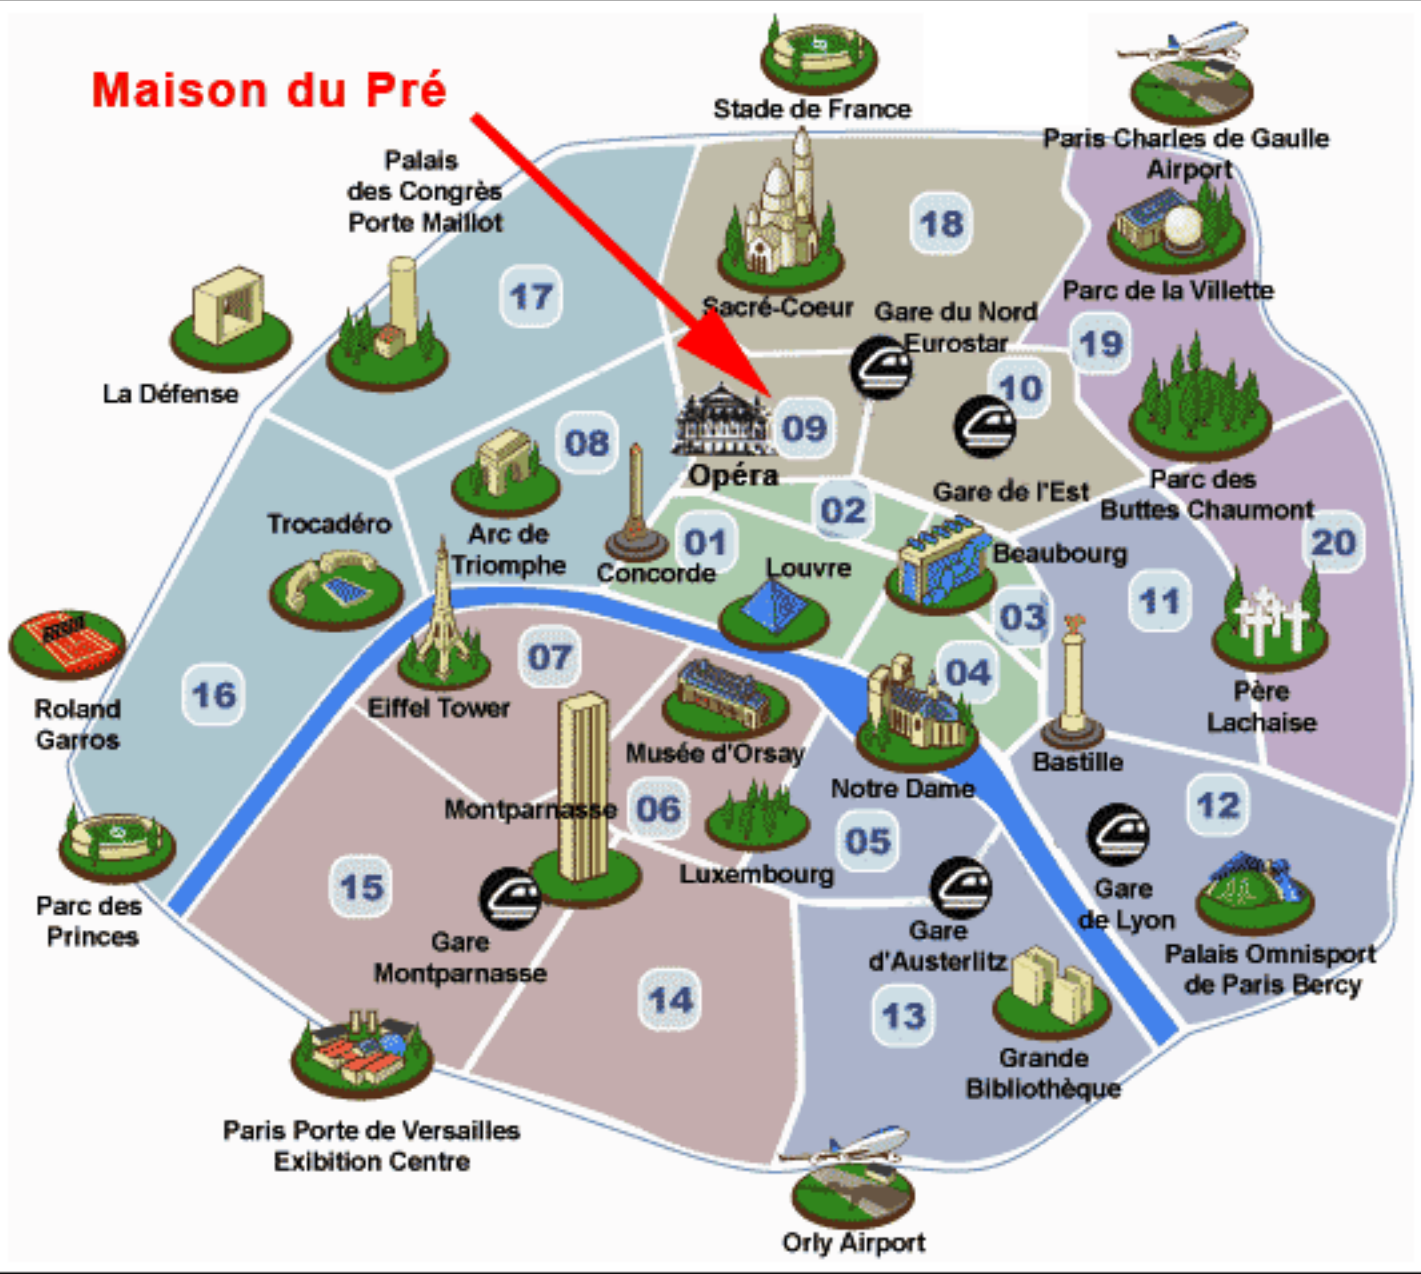 Maison du Pré
Stade de France
Paris Charles de Gaulle
Airport
Palais
des Congrès
Porte Maillot
18
17
Parc de la Villette
Sacré-Coeur
Gare du Nord
Eurostar
19
La Défense
10
09
08
Opéra
Parc des
Buttes Chaumont
Gare de l'Est
02
Trocadéro
Arc de
Triomphe
01
Concorde
Louvre
Beaubourg
20
11
03
07
04
16
Eiffel Tower
Père
Lachaise
Roland
Garros
Musée d'Orsay
Bastille
Notre Dame
Montparnasse
06
12
05
Luxembourg
15
Gare
de Lyon
Parc des
Princes
Gare
Montparnasse
Gare
d'Austerlitz
Palais Omnisport
de Paris Bercy
14
13
Grande
Bibliothèque
Paris Porte de Versailles
Exibition Centre
Orly Airport